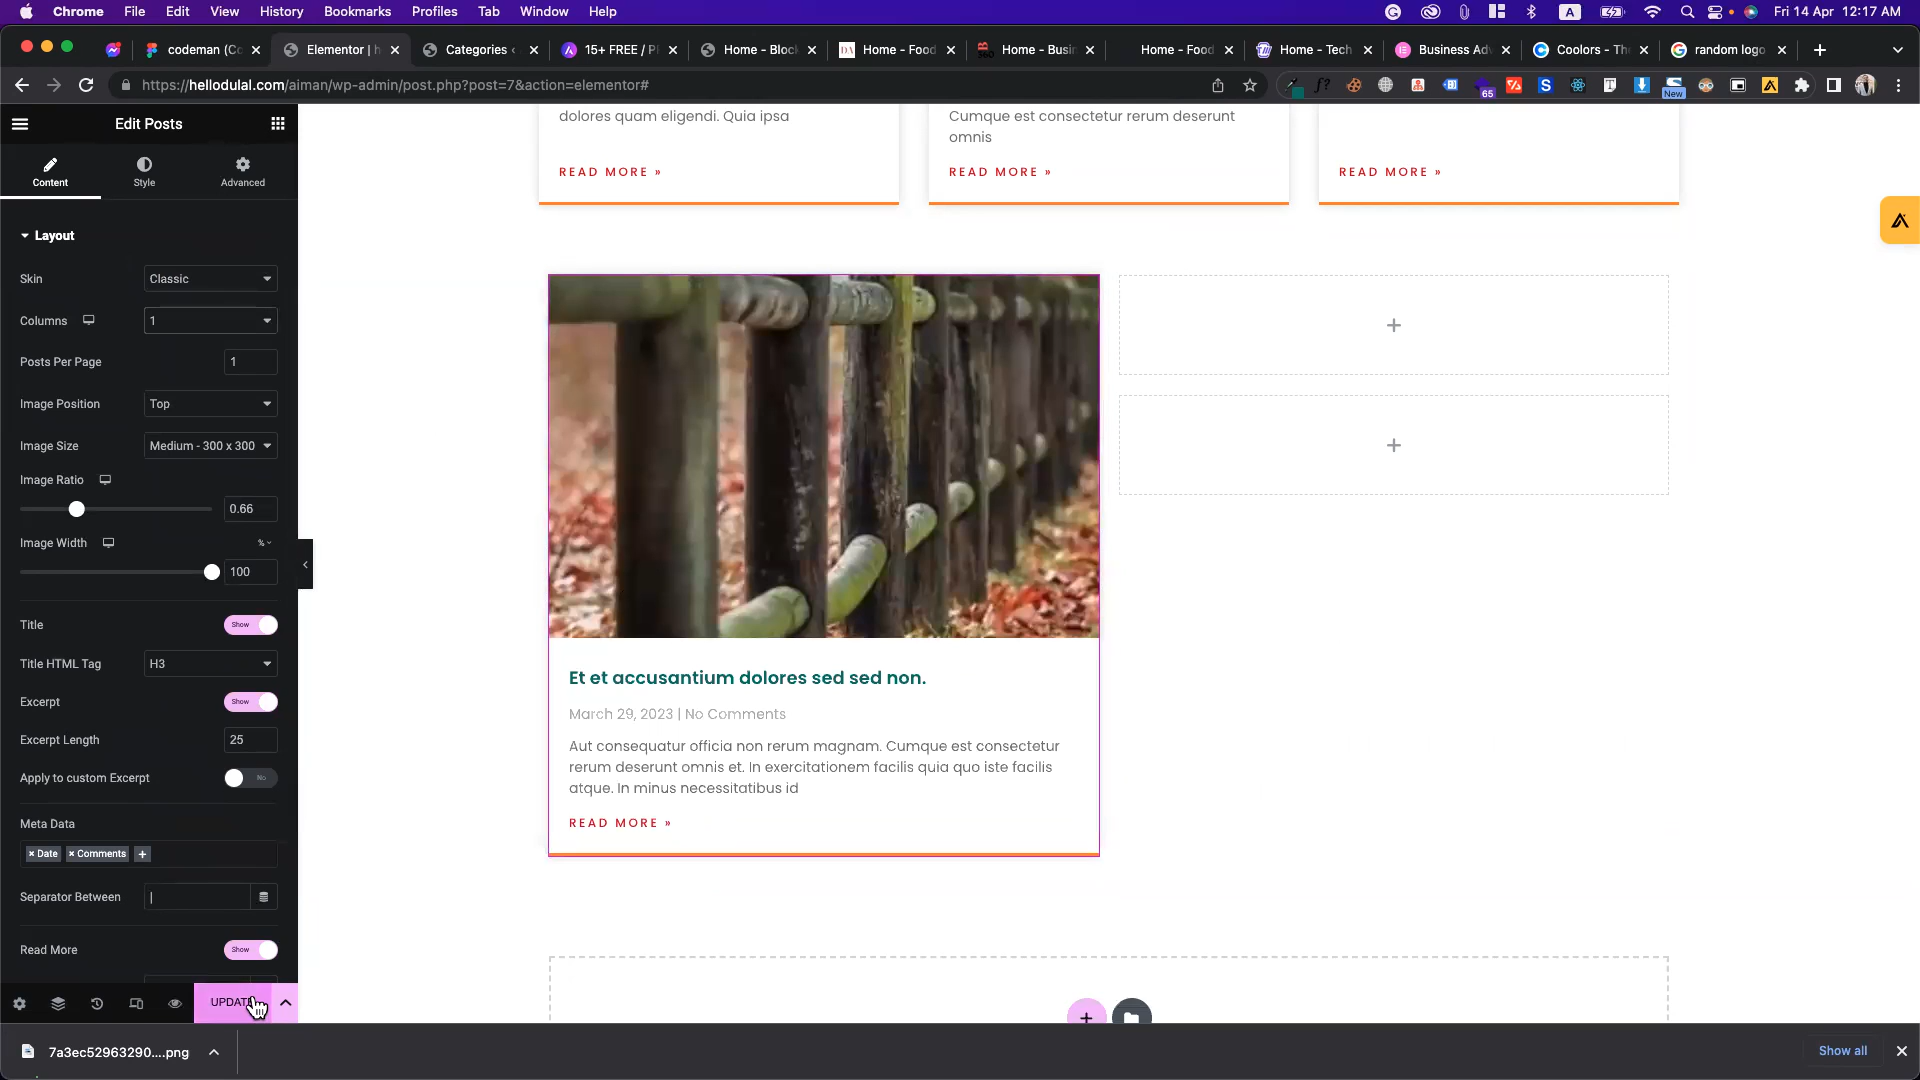 Chrome File Edit View History Bookmarks Profiles Tab Window Help
A Fri 14 Apr 12:17 AM
codeman (Co
Elementor | h
Categories ‹
15+ FREE / P
Home - Block
Home - Food
Home - Busin
Home - Food
Home - Tech
Business Adv
Coolors - The
random logo
https://hellodulal.com/aiman/wp-admin/post.php?post=7&action=elementor#
65
New
Edit Posts
Content
Style
Advanced
Layout
Skin Classic
Columns 1
Posts Per Page 1
Image Position Top
Image Size Medium - 300 x 300
Image Ratio
0.66
Image Width %
100
Title Show
Title HTML Tag H3
Excerpt Show
Excerpt Length 25
Apply to custom Excerpt No
Meta Data
× Date × Comments +
Separator Between |
Read More Show
UPDATE
dolores quam eligendi. Quia ipsa
READ MORE »
Cumque est consectetur rerum deserunt
omnis
READ MORE »
READ MORE »
Et et accusantium dolores sed sed non.
March 29, 2023 | No Comments
Aut consequatur officia non rerum magnam. Cumque est consectetur
rerum deserunt omnis et. In exercitationem facilis quia quo iste facilis
atque. In minus necessitatibus id
READ MORE »
7a3ec52963290....png
Show all